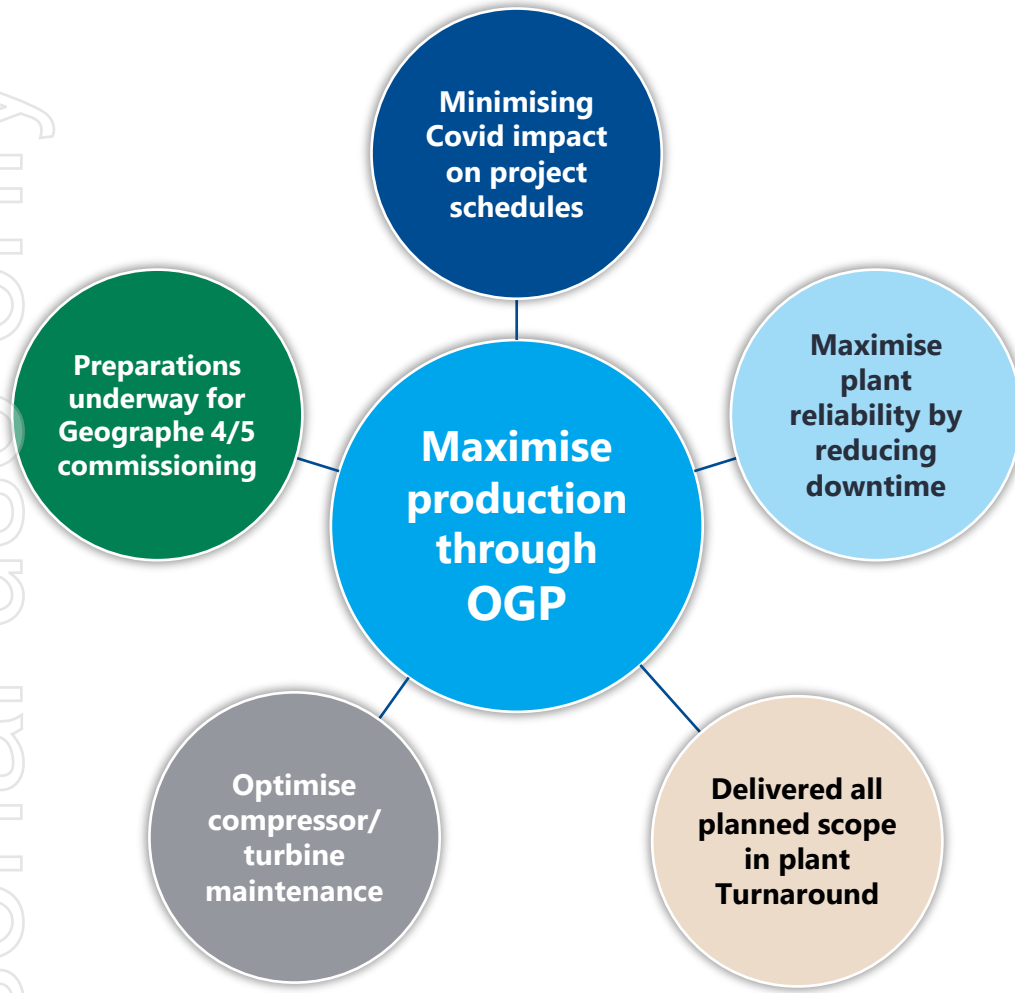 Minimising
Covid impact
on project
schedules
Preparations
underway for
Geographe 4/5
commissioning
Maximise
plant
reliability by
reducing
downtime
Maximise
production
through
OGP
Optimise
compressor/
turbine
maintenance
Delivered all
planned scope
in plant
Turnaround